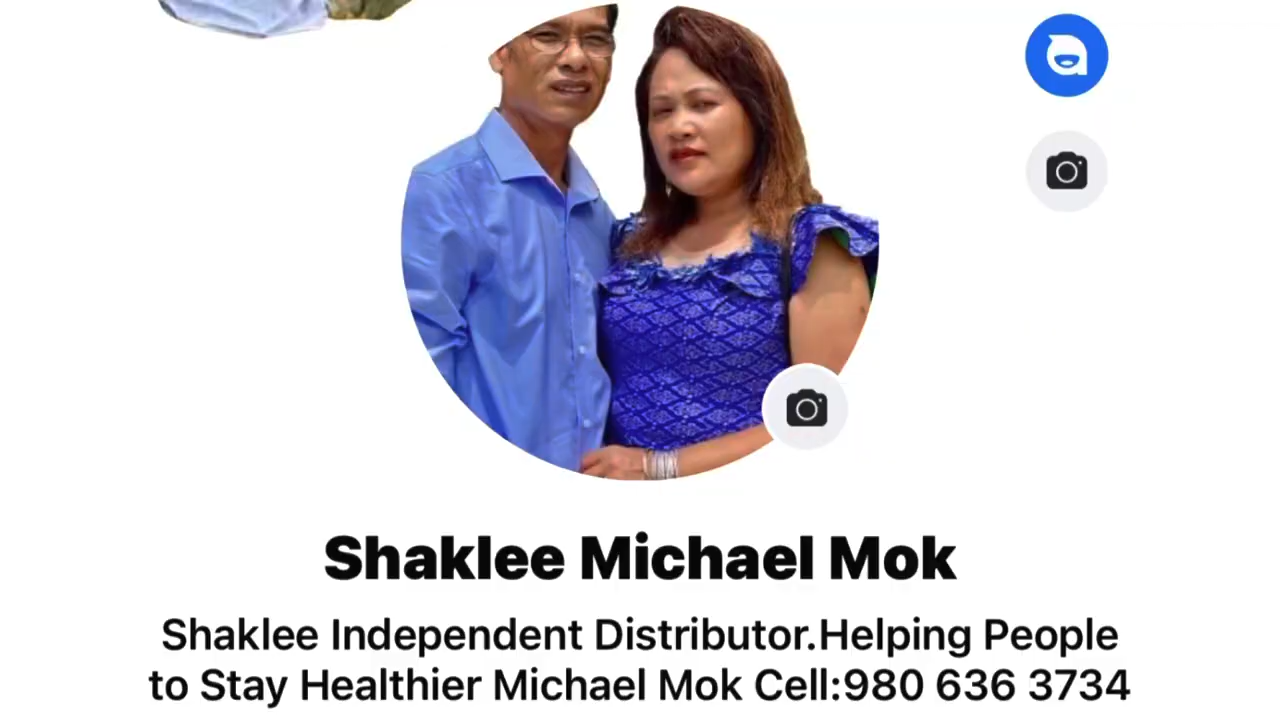 Shaklee Michael Mok
Shaklee Independent Distributor.Helping People
to Stay Healthier Michael Mok Cell:980 636 3734